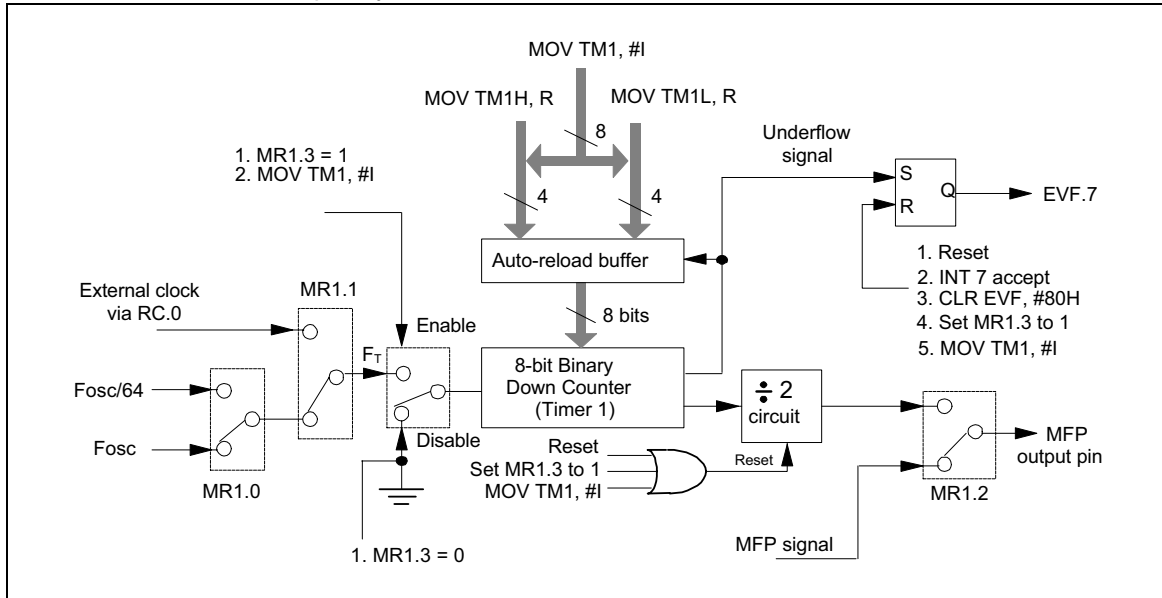 MOV TM1, #I
MOV TM1H, R
MOV TM1L, R
8
Underflow
signal
1. MR1.3 = 1
2. MOV TM1, #I
4
4
S
Q
R
EVF.7
Auto-reload buffer
1. Reset
2. INT 7 accept
3. CLR EVF, #80H
4. Set MR1.3 to 1
5. MOV TM1, #I
External clock
via RC.0
MR1.1
8 bits
Enable
FT
Fosc/64
8-bit Binary
Down Counter
(Timer 1)
÷ 2
circuit
Fosc
Disable
MFP
output pin
Reset
Set MR1.3 to 1
MOV TM1, #I
Reset
MR1.0
MR1.2
1. MR1.3 = 0
MFP signal